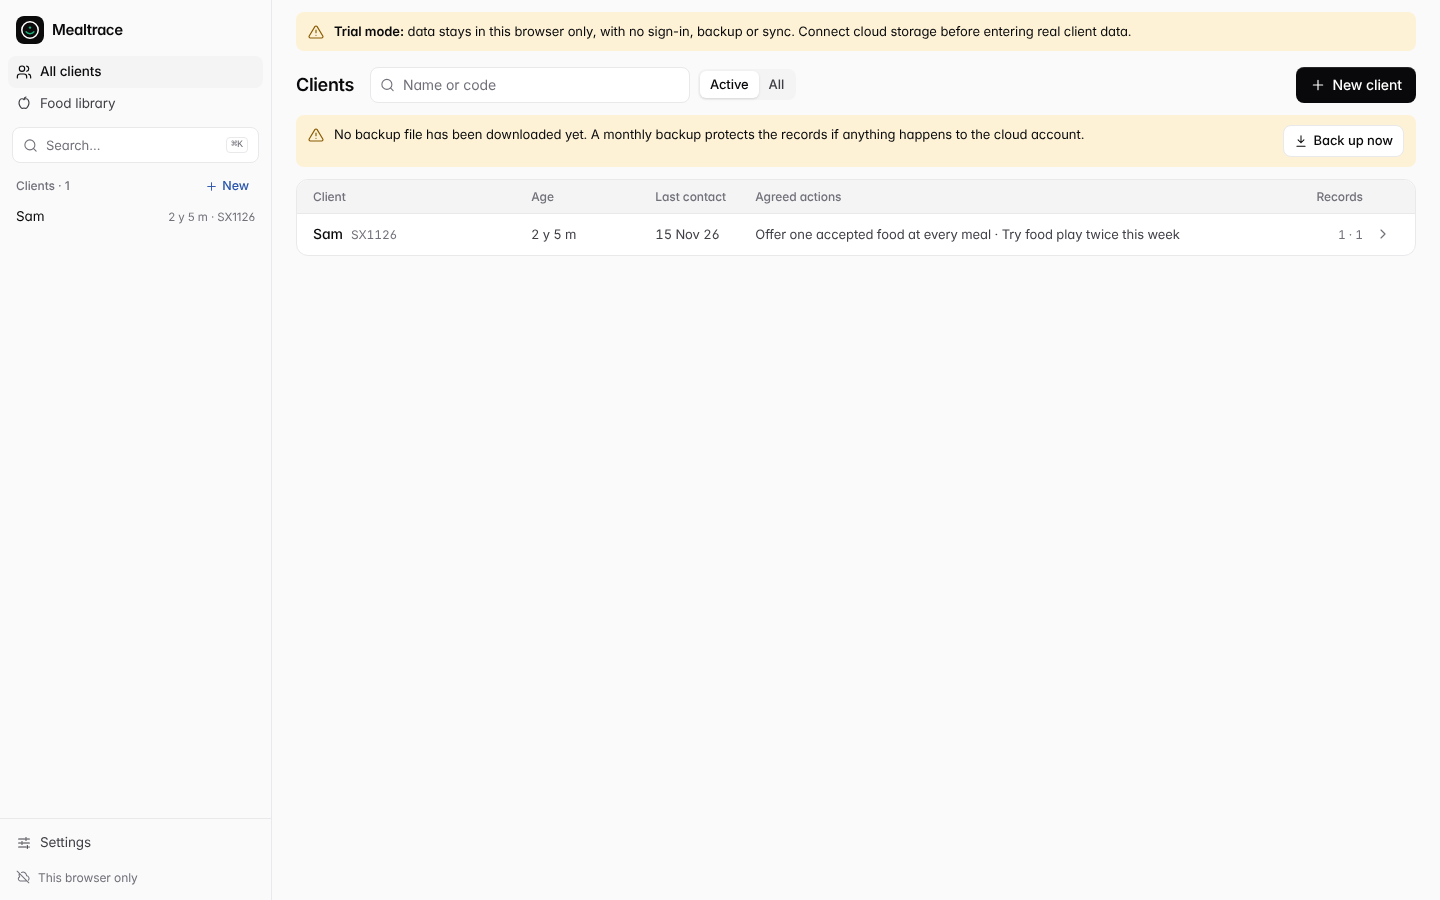 Mealtrace
All clients
Food library
Search... ⌘K
Clients · 1 + New
Sam 2 y 5 m · SX1126
Settings
This browser only
Trial mode: data stays in this browser only, with no sign-in, backup or sync. Connect cloud storage before entering real client data.
Clients Name or code Active All + New client
No backup file has been downloaded yet. A monthly backup protects the records if anything happens to the cloud account. Back up now
Client Age Last contact Agreed actions Records
Sam SX1126 2 y 5 m 15 Nov 26 Offer one accepted food at every meal · Try food play twice this week 1 · 1